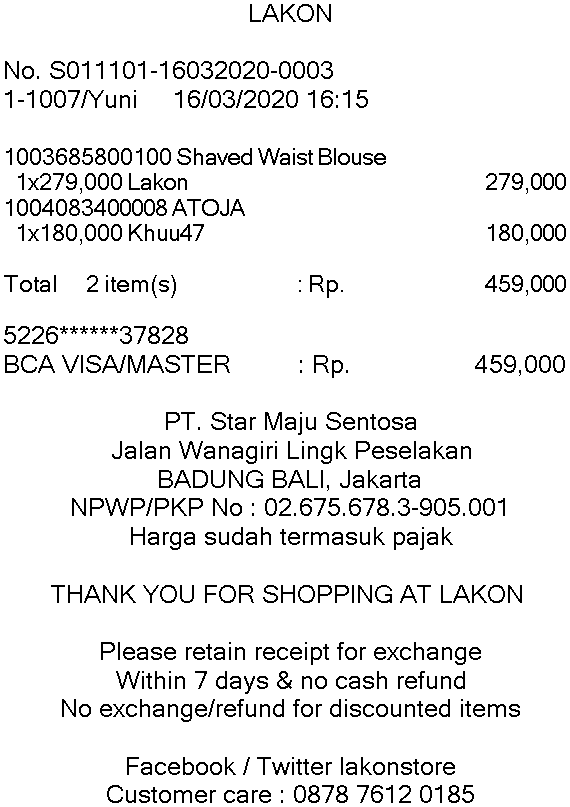 LAKON
No. S011101-16032020-0003
1-1007/Yuni 16/03/2020 16:15
1003685800100 Shaved Waist Blouse
1x279,000 Lakon 279,000
1004083400008 ATOJA
1x180,000 Khuu47 180,000
Total 2 item(s) : Rp. 459,000
5226******37828
BCA VISA/MASTER : Rp. 459,000
PT. Star Maju Sentosa
Jalan Wanagiri Lingk Peselakan
BADUNG BALI, Jakarta
NPWP/PKP No : 02.675.678.3-905.001
Harga sudah termasuk pajak
THANK YOU FOR SHOPPING AT LAKON
Please retain receipt for exchange
Within 7 days & no cash refund
No exchange/refund for discounted items
Facebook / Twitter lakonstore
Customer care : 0878 7612 0185